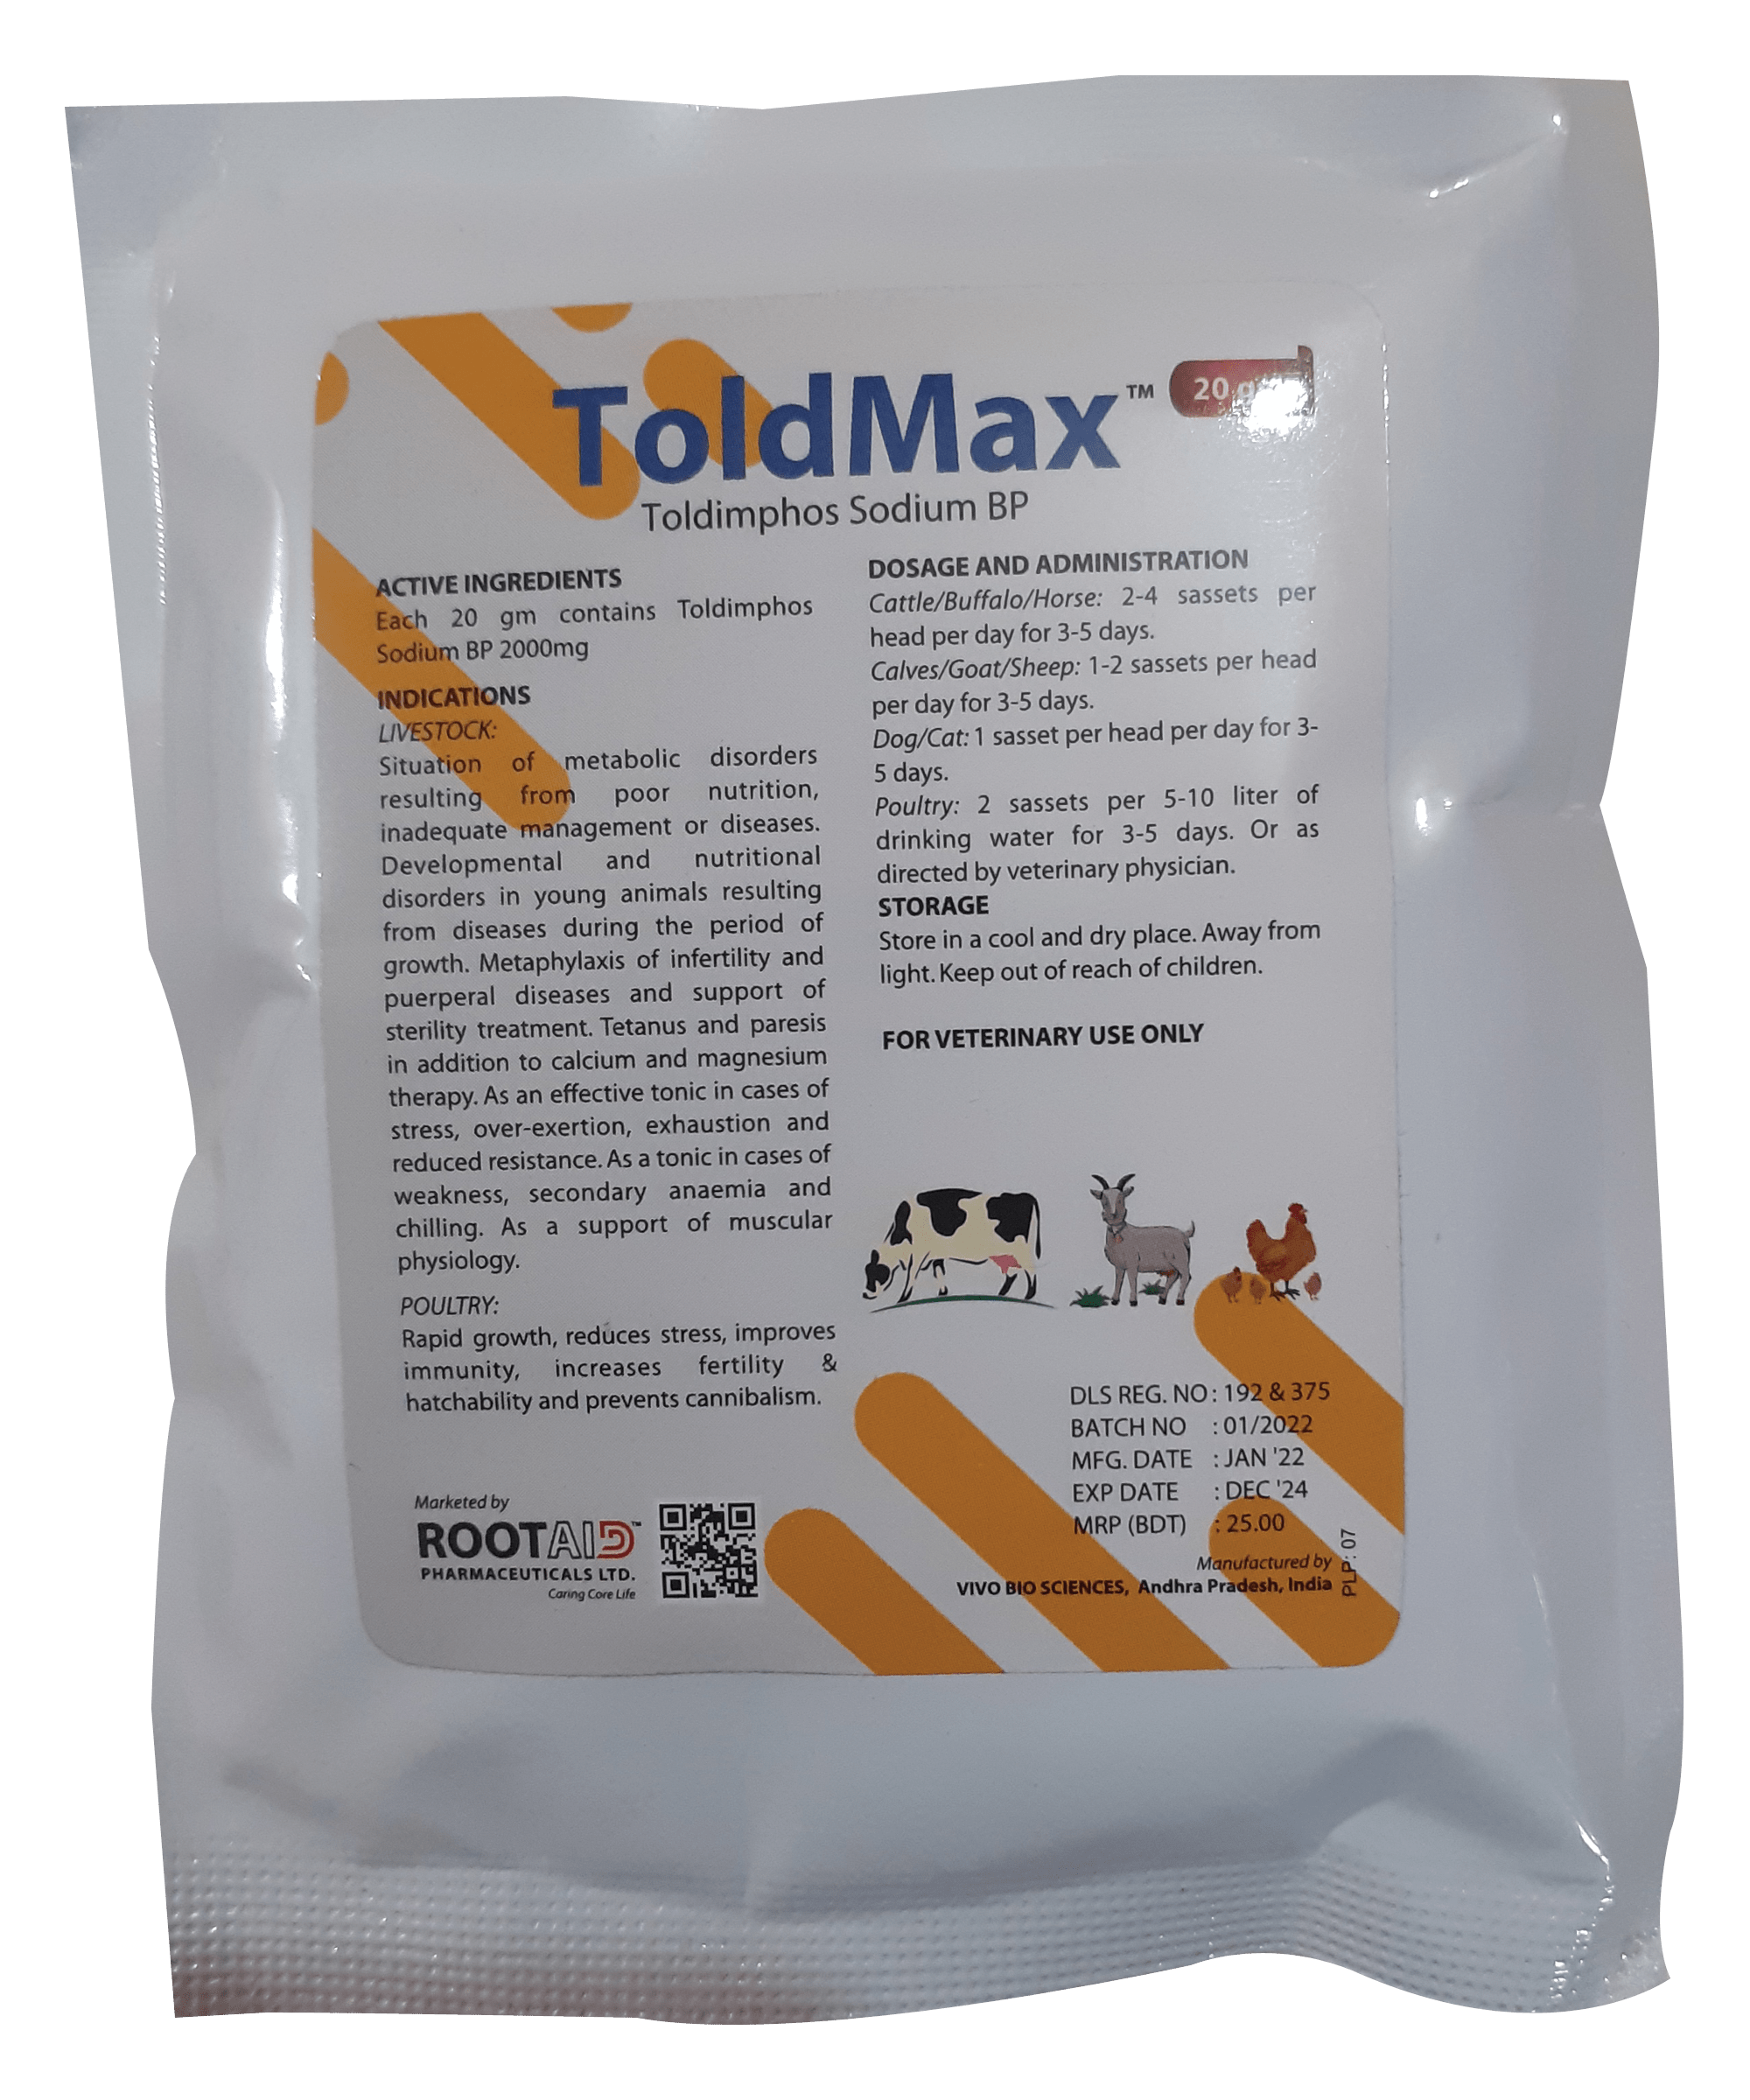 ToldMax™
20 g
Toldimphos Sodium BP
ACTIVE INGREDIENTS
Each 20 gm contains Toldimphos
Sodium BP 2000mg
INDICATIONS
LIVESTOCK:
Situation of metabolic disorders
resulting from poor nutrition,
inadequate management or diseases.
Developmental and nutritional
disorders in young animals resulting
from diseases during the period of
growth. Metaphylaxis of infertility and
puerperal diseases and support of
sterility treatment. Tetanus and paresis
in addition to calcium and magnesium
therapy. As an effective tonic in cases of
stress, over-exertion, exhaustion and
reduced resistance. As a tonic in cases of
weakness, secondary anaemia and
chilling. As a support of muscular
physiology.
POULTRY:
Rapid growth, reduces stress, improves
immunity, increases fertility &
hatchability and prevents cannibalism.
Marketed by
ROOTAID™
PHARMACEUTICALS LTD.
Caring Core Life
DOSAGE AND ADMINISTRATION
Cattle/Buffalo/Horse: 2-4 sassets per
head per day for 3-5 days.
Calves/Goat/Sheep: 1-2 sassets per head
per day for 3-5 days.
Dog/Cat: 1 sasset per head per day for 3-
5 days.
Poultry: 2 sassets per 5-10 liter of
drinking water for 3-5 days. Or as
directed by veterinary physician.
STORAGE
Store in a cool and dry place. Away from
light. Keep out of reach of children.
FOR VETERINARY USE ONLY
DLS REG. NO : 192 & 375
BATCH NO : 01/2022
MFG. DATE : JAN '22
EXP DATE : DEC '24
MRP (BDT) : 25.00
Manufactured by
VIVO BIO SCIENCES, Andhra Pradesh, India
PLP: 07